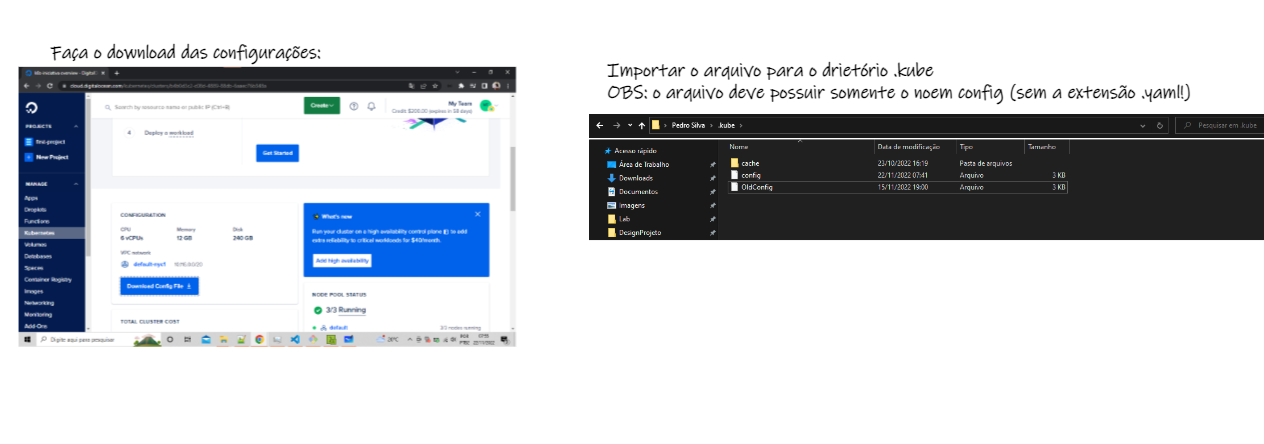 Faça o download das configurações:
Importar o arquivo para o drietório .kube
OBS: o arquivo deve possuir somente o noem config (sem a extensão .yaml!)
Search by resource name or public IP (Ctrl+B)
Create
My Team
Credit $200.00 expires in 58 days
PROJECTS
first-project
New Project
MANAGE
Apps
Droplets
Functions
Kubernetes
Volumes
Databases
Spaces
Container Registry
Images
Networking
Monitoring
Add-Ons
4 Deploy a workload
Get Started
CONFIGURATION
CPU Memory Disk
6 vCPUs 12 GB 240 GB
VPC network
default-nyc1
Download Config File
TOTAL CLUSTER COST
What's new
Run your cluster on a high availability control plane to add
extra reliability to critical workloads for $40/month.
Add high availability
NODE POOL STATUS
3/3 Running
default
Digite aqui para pesquisar
Pedro Silva › .kube ›
Pesquisar em .kube
Acesso rápido
Área de Trabalho
Downloads
Documentos
Imagens
Lab
DesignProjeto
Nome Data de modificação Tipo Tamanho
cache 23/10/2022 16:19 Pasta de arquivos
config 22/11/2022 07:41 Arquivo 3 KB
OldConfig 15/11/2022 19:00 Arquivo 3 KB